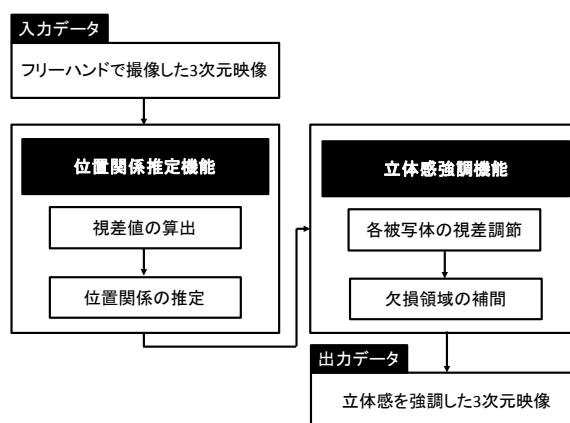 入力データ
フリーハンドで撮像した3次元映像
位置関係推定機能
視差値の算出
位置関係の推定
立体感強調機能
各被写体の視差調節
欠損領域の補間
出力データ
立体感を強調した3次元映像